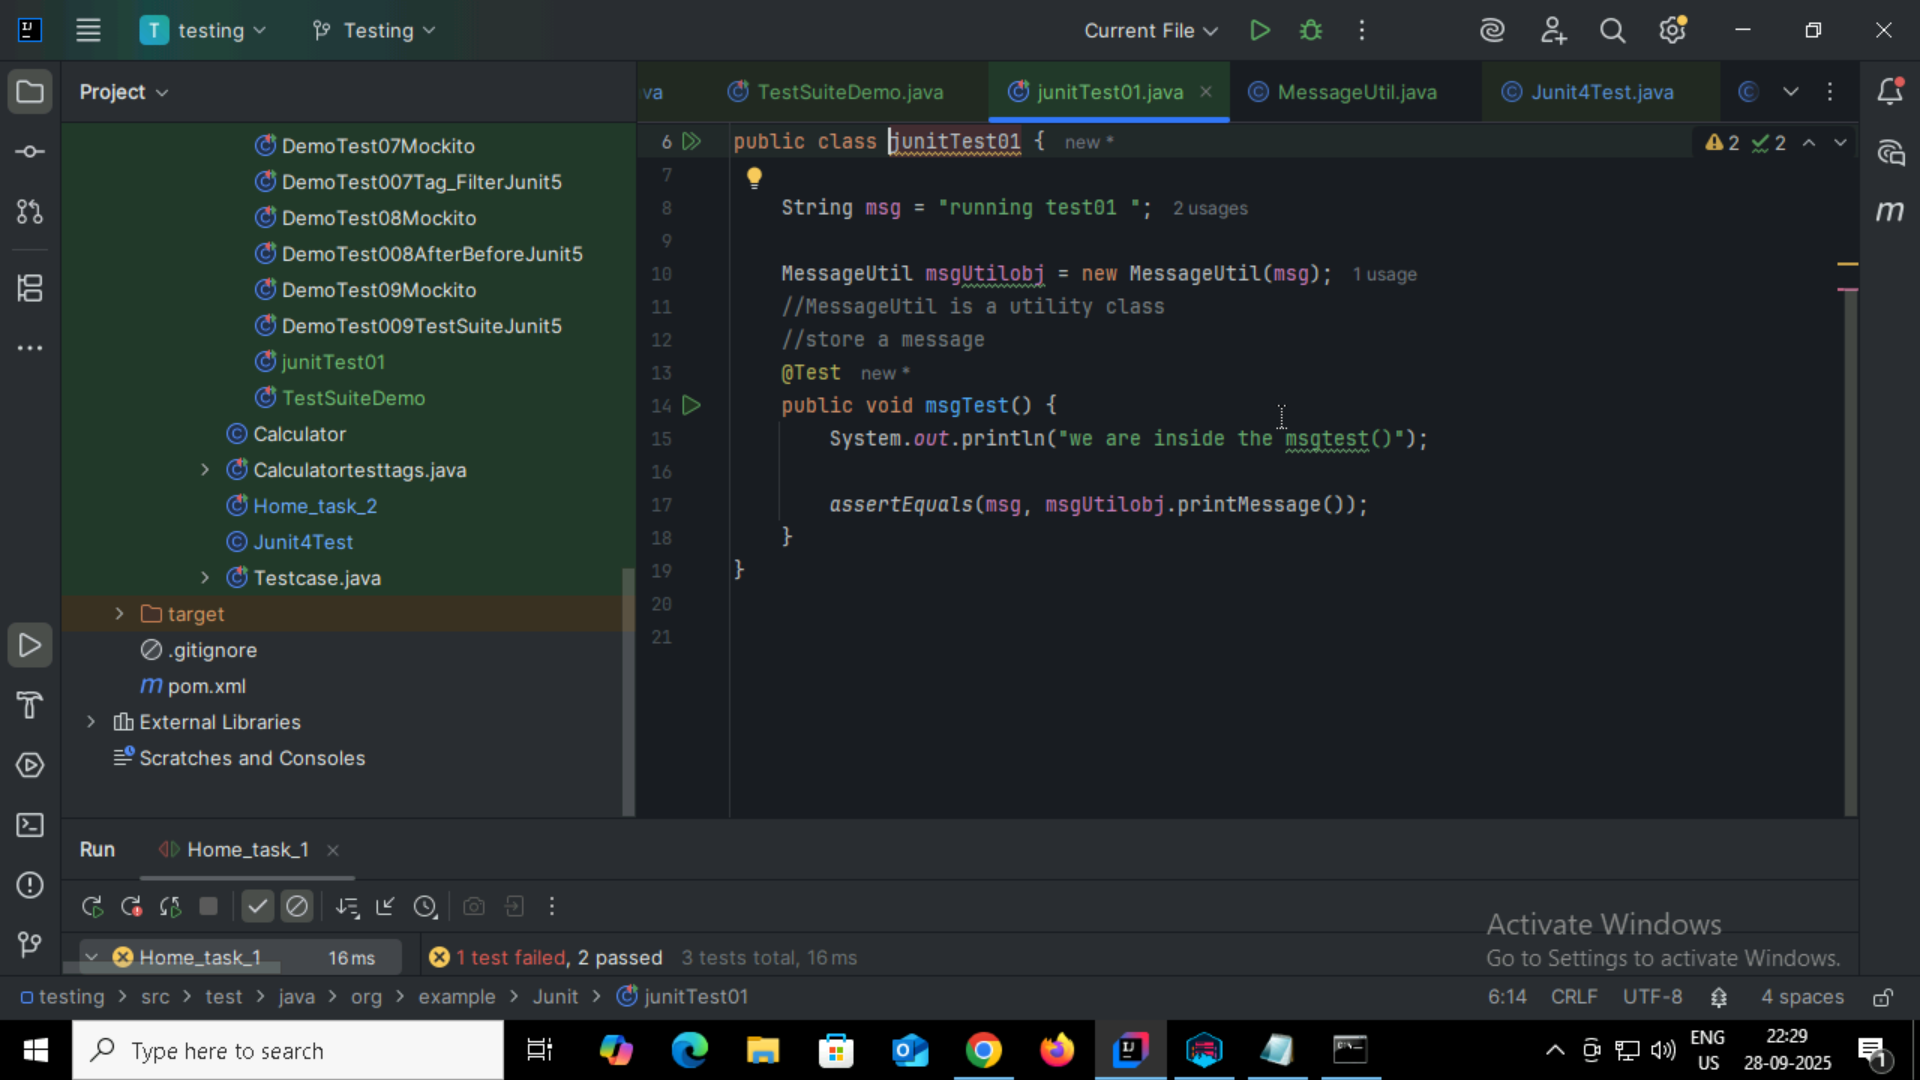 T testing Testing Current File
Project
va TestSuiteDemo.java junitTest01.java MessageUtil.java Junit4Test.java
DemoTest07Mockito
DemoTest007Tag_FilterJunit5
DemoTest08Mockito
DemoTest008AfterBeforeJunit5
DemoTest09Mockito
DemoTest009TestSuiteJunit5
junitTest01
TestSuiteDemo
Calculator
Calculatortesttags.java
Home_task_2
Junit4Test
Testcase.java
target
.gitignore
m pom.xml
External Libraries
Scratches and Consoles
6 public class junitTest01 { new *
2 2
7
8 String msg = "running test01 "; 2 usages
9
10 MessageUtil msgUtilobj = new MessageUtil(msg); 1 usage
11 //MessageUtil is a utility class
12 //store a message
13 @Test new *
14 public void msgTest() {
15 System.out.println("we are inside the msgtest()");
16
17 assertEquals(msg, msgUtilobj.printMessage());
18 }
19 }
20
21
m
Run Home_task_1
Home_task_1 16 ms
1 test failed, 2 passed 3 tests total, 16 ms
Activate Windows
Go to Settings to activate Windows.
testing > src > test > java > org > example > Junit > junitTest01
6:14 CRLF UTF-8 4 spaces
Type here to search
ENG
US
22:29
28-09-2025
1